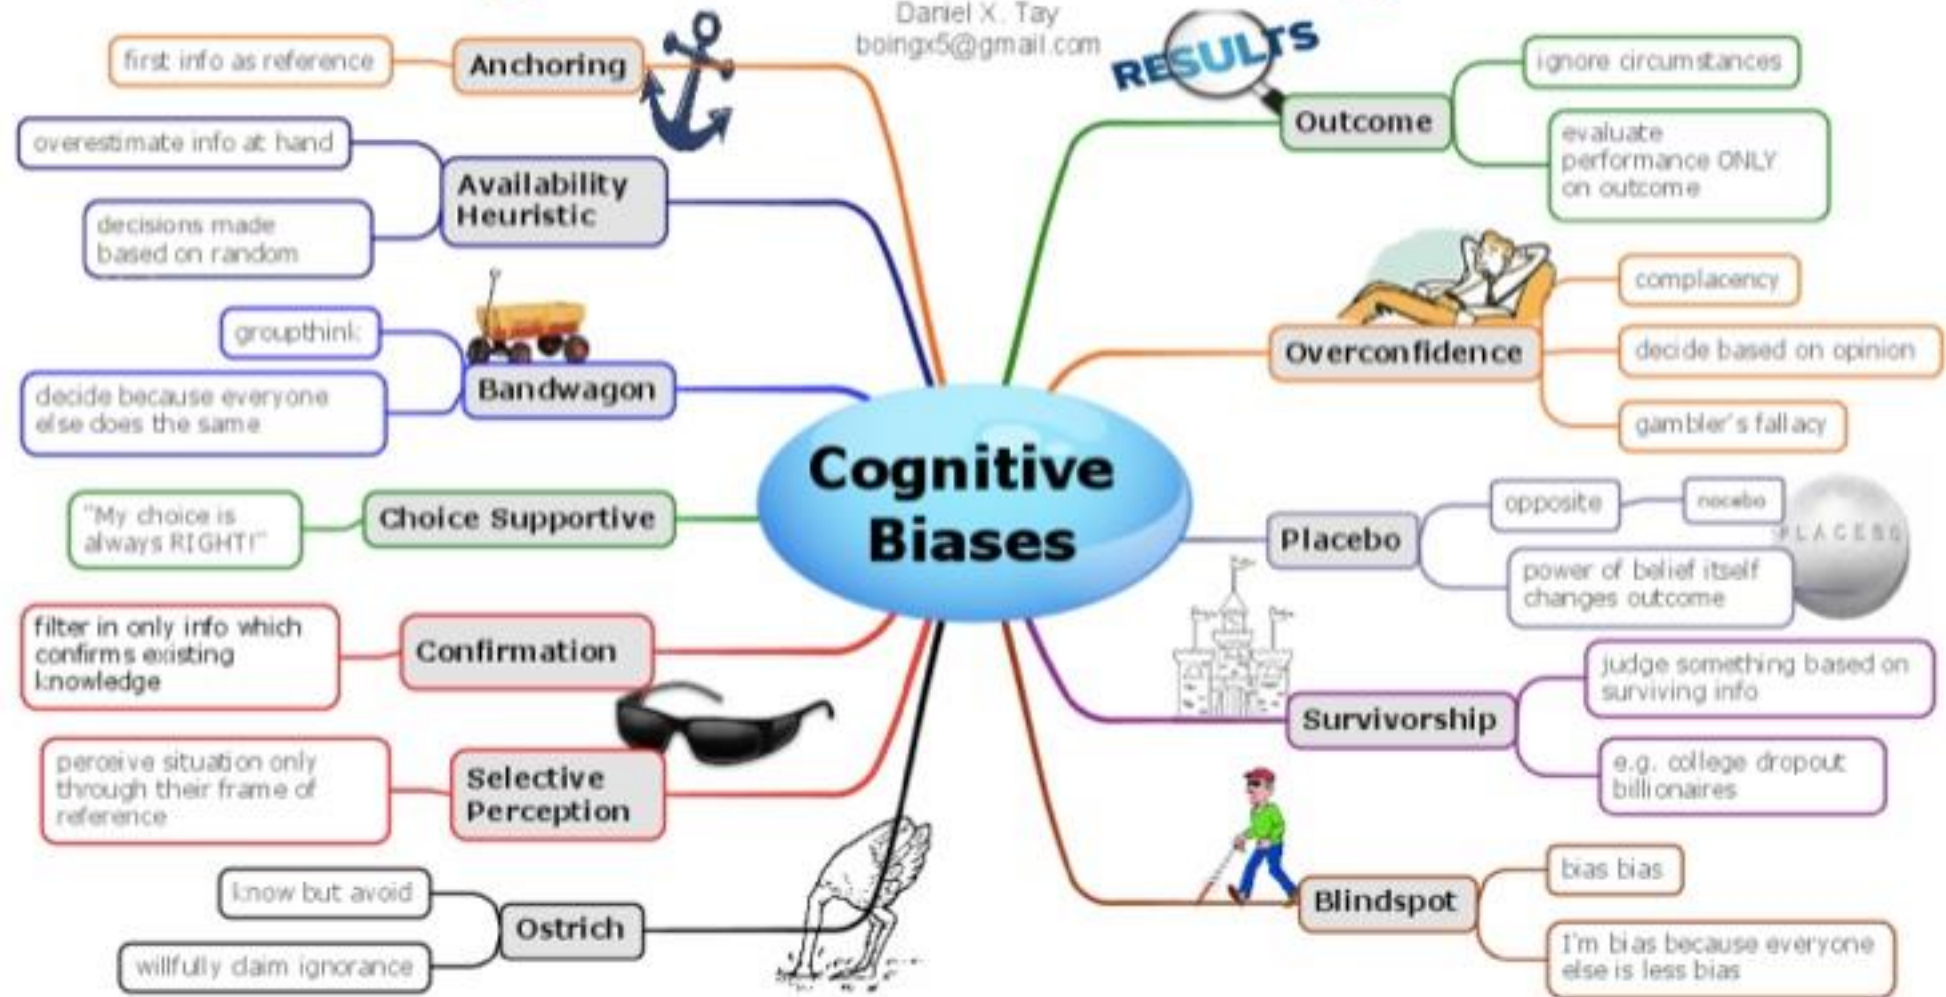 Daniel X. Tay
boingx5@gmail.com
Cognitive
Biases
Anchoring
first info as reference
Availability
Heuristic
overestimate info at hand
decisions made
based on random
Bandwagon
groupthink
decide because everyone
else does the same
Choice Supportive
"My choice is
always RIGHT!"
Confirmation
filter in only info which
confirms existing
knowledge
Selective
Perception
perceive situation only
through their frame of
reference
Ostrich
know but avoid
willfully claim ignorance
RESULTS
Outcome
ignore circumstances
evaluate
performance ONLY
on outcome
Overconfidence
complacency
decide based on opinion
gambler's fallacy
Placebo
opposite
nocebo
PLACEBO
power of belief itself
changes outcome
Survivorship
judge something based on
surviving info
e.g. college dropout
billionaires
Blindspot
bias bias
I'm bias because everyone
else is less bias